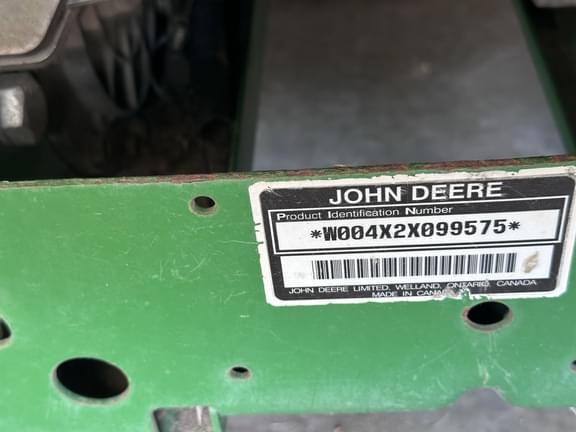 JOHN DEERE
Product Identification Number
*W004X2X099575*
JOHN DEERE LIMITED, WELLAND, ONTARIO, CANADA
MADE IN CANADA